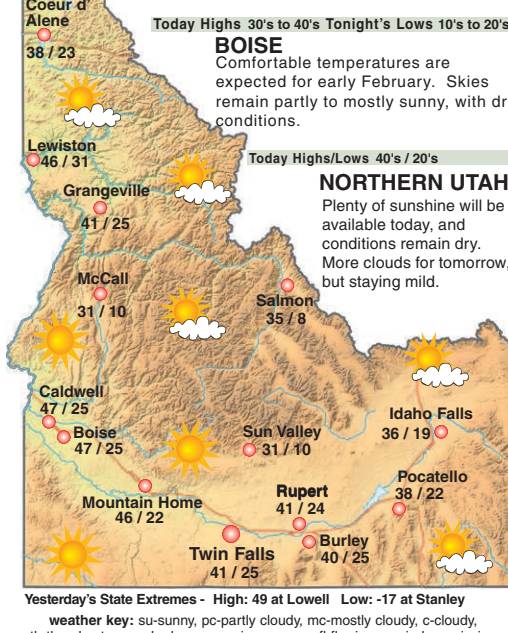 Coeur d'
Alene
38 / 23
Today Highs 30's to 40's Tonight's Lows 10's to 20's
BOISE
Comfortable temperatures are
expected for early February. Skies
remain partly to mostly sunny, with
conditions.
Lewiston
46 / 31
Today Highs/Lows 40's / 20's
NORTHERN UTAH
Plenty of sunshine will be
available today, and
conditions remain dry.
More clouds for tomorrow,
but staying mild.
Grangeville
41 / 25
McCall
31 / 10
Salmon
35 / 8
Caldwell
47 / 25
Boise
47 / 25
Sun Valley
31 / 10
Idaho Falls
36 / 19
Mountain Home
46 / 22
Rupert
41 / 24
Pocatello
38 / 22
Twin Falls
41 / 25
Burley
40 / 25
Yesterday's State Extremes - High: 49 at Lowell Low: -17 at Stanley
weather key: su-sunny, pc-partly cloudy, mc-mostly cloudy, c-cloudy,